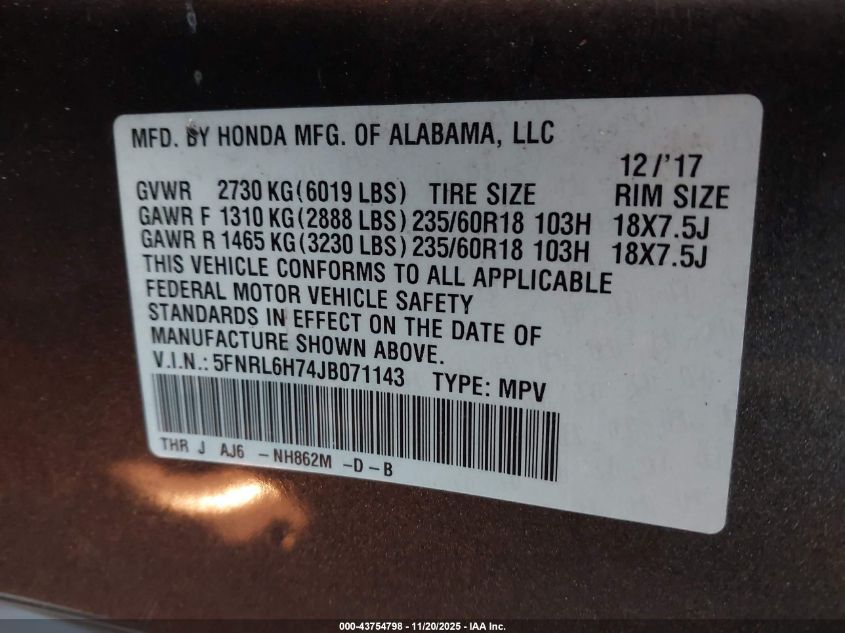 MFD. BY HONDA MFG. OF ALABAMA, LLC
12/'17
GVWR 2730 KG(6019 LBS) TIRE SIZE RIM SIZE
GAWR F 1310 KG(2888 LBS) 235/60R18 103H 18X7.5J
GAWR R 1465 KG(3230 LBS) 235/60R18 103H 18X7.5J
THIS VEHICLE CONFORMS TO ALL APPLICABLE
FEDERAL MOTOR VEHICLE SAFETY
STANDARDS IN EFFECT ON THE DATE OF
MANUFACTURE SHOWN ABOVE.
V.I.N.: 5FNRL6H74JB071143 TYPE: MPV
THR J AJ6 -NH862M -D-B
000-43754798 - 11/20/2025 - IAA Inc.